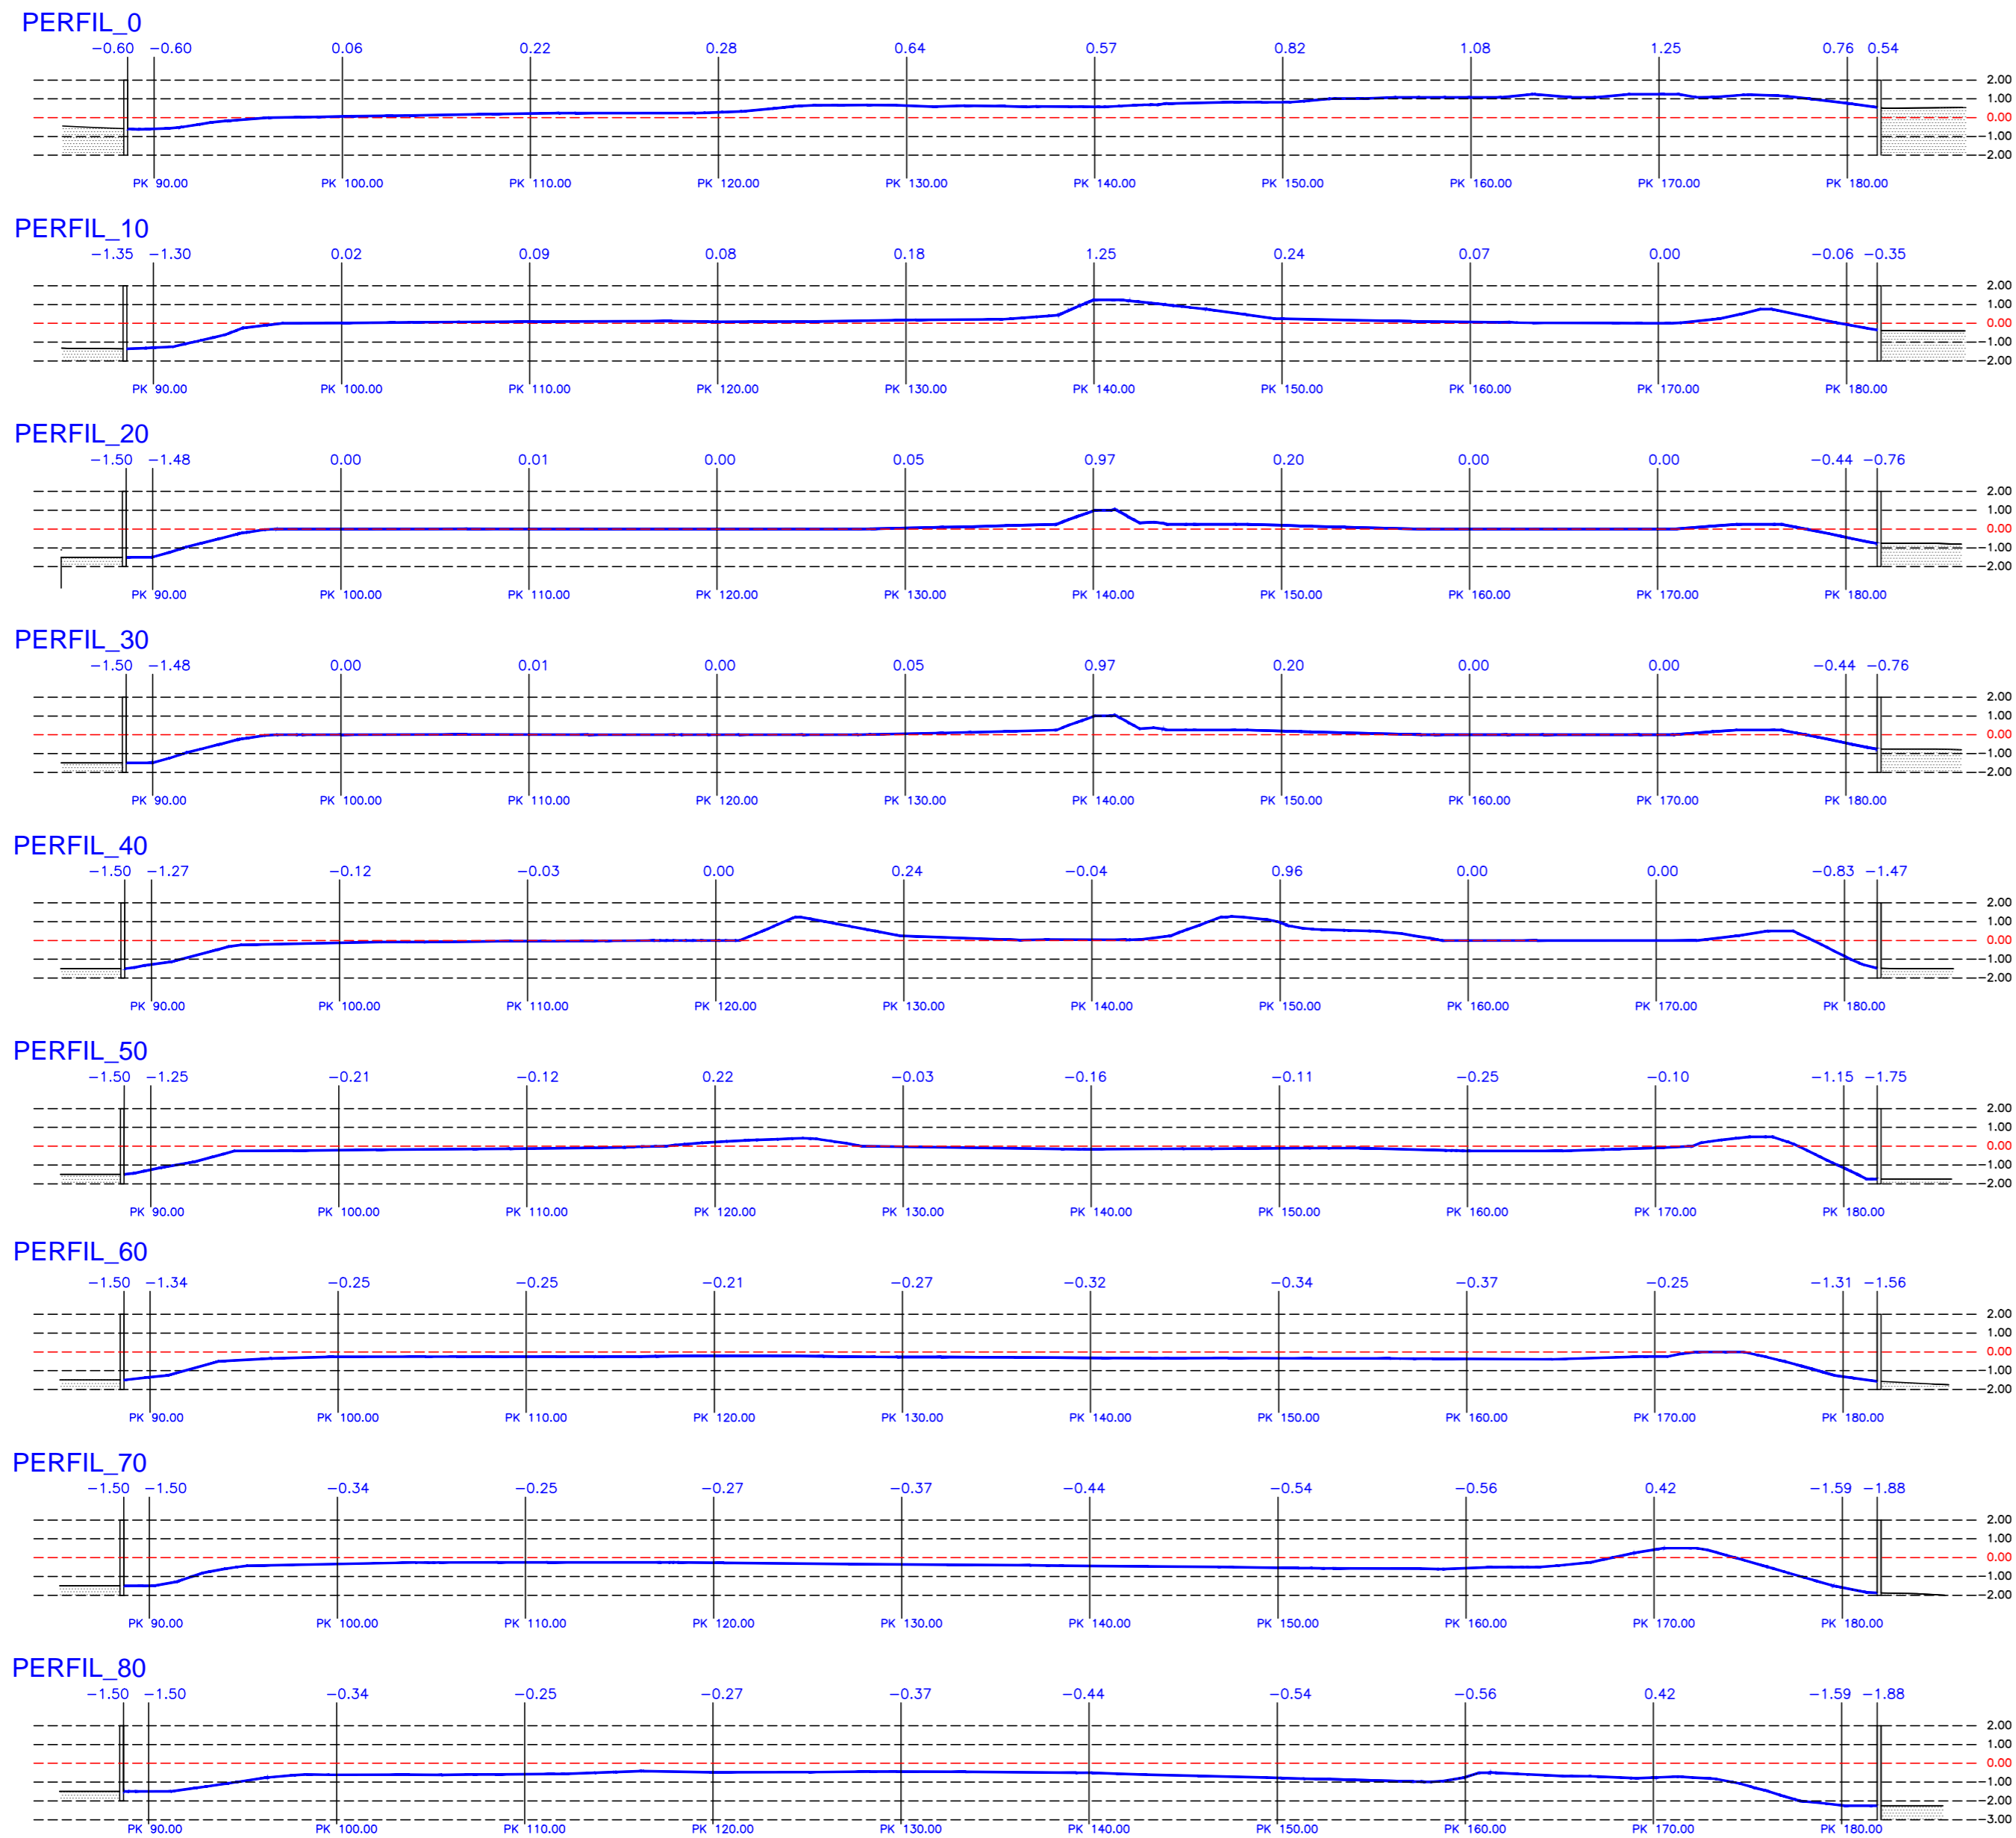 PERFIL_0
−0.60 −0.60 0.06 0.22 0.28 0.64 0.57 0.82 1.08 1.25 0.76 0.54
2.00
1.00
0.00
−1.00
−2.00
PK 90.00 PK 100.00 PK 110.00 PK 120.00 PK 130.00 PK 140.00 PK 150.00 PK 160.00 PK 170.00 PK 180.00
PERFIL_10
−1.35 −1.30 0.02 0.09 0.08 0.18 1.25 0.24 0.07 0.00 −0.06 −0.35
2.00
1.00
0.00
−1.00
−2.00
PK 90.00 PK 100.00 PK 110.00 PK 120.00 PK 130.00 PK 140.00 PK 150.00 PK 160.00 PK 170.00 PK 180.00
PERFIL_20
−1.50 −1.48 0.00 0.01 0.00 0.05 0.97 0.20 0.00 0.00 −0.44 −0.76
2.00
1.00
0.00
−1.00
−2.00
PK 90.00 PK 100.00 PK 110.00 PK 120.00 PK 130.00 PK 140.00 PK 150.00 PK 160.00 PK 170.00 PK 180.00
PERFIL_30
−1.50 −1.48 0.00 0.01 0.00 0.05 0.97 0.20 0.00 0.00 −0.44 −0.76
2.00
1.00
0.00
−1.00
−2.00
PK 90.00 PK 100.00 PK 110.00 PK 120.00 PK 130.00 PK 140.00 PK 150.00 PK 160.00 PK 170.00 PK 180.00
PERFIL_40
−1.50 −1.27 −0.12 −0.03 0.00 0.24 −0.04 0.96 0.00 0.00 −0.83 −1.47
2.00
1.00
0.00
−1.00
−2.00
PK 90.00 PK 100.00 PK 110.00 PK 120.00 PK 130.00 PK 140.00 PK 150.00 PK 160.00 PK 170.00 PK 180.00
PERFIL_50
−1.50 −1.25 −0.21 −0.12 0.22 −0.03 −0.16 −0.11 −0.25 −0.10 −1.15 −1.75
2.00
1.00
0.00
−1.00
−2.00
PK 90.00 PK 100.00 PK 110.00 PK 120.00 PK 130.00 PK 140.00 PK 150.00 PK 160.00 PK 170.00 PK 180.00
PERFIL_60
−1.50 −1.34 −0.25 −0.25 −0.21 −0.27 −0.32 −0.34 −0.37 −0.25 −1.31 −1.56
2.00
1.00
0.00
−1.00
−2.00
PK 90.00 PK 100.00 PK 110.00 PK 120.00 PK 130.00 PK 140.00 PK 150.00 PK 160.00 PK 170.00 PK 180.00
PERFIL_70
−1.50 −1.50 −0.34 −0.25 −0.27 −0.37 −0.44 −0.54 −0.56 0.42 −1.59 −1.88
2.00
1.00
0.00
−1.00
−2.00
PK 90.00 PK 100.00 PK 110.00 PK 120.00 PK 130.00 PK 140.00 PK 150.00 PK 160.00 PK 170.00 PK 180.00
PERFIL_80
−1.50 −1.50 −0.34 −0.25 −0.27 −0.37 −0.44 −0.54 −0.56 0.42 −1.59 −1.88
2.00
1.00
0.00
−1.00
−2.00
−3.00
PK 90.00 PK 100.00 PK 110.00 PK 120.00 PK 130.00 PK 140.00 PK 150.00 PK 160.00 PK 170.00 PK 180.00